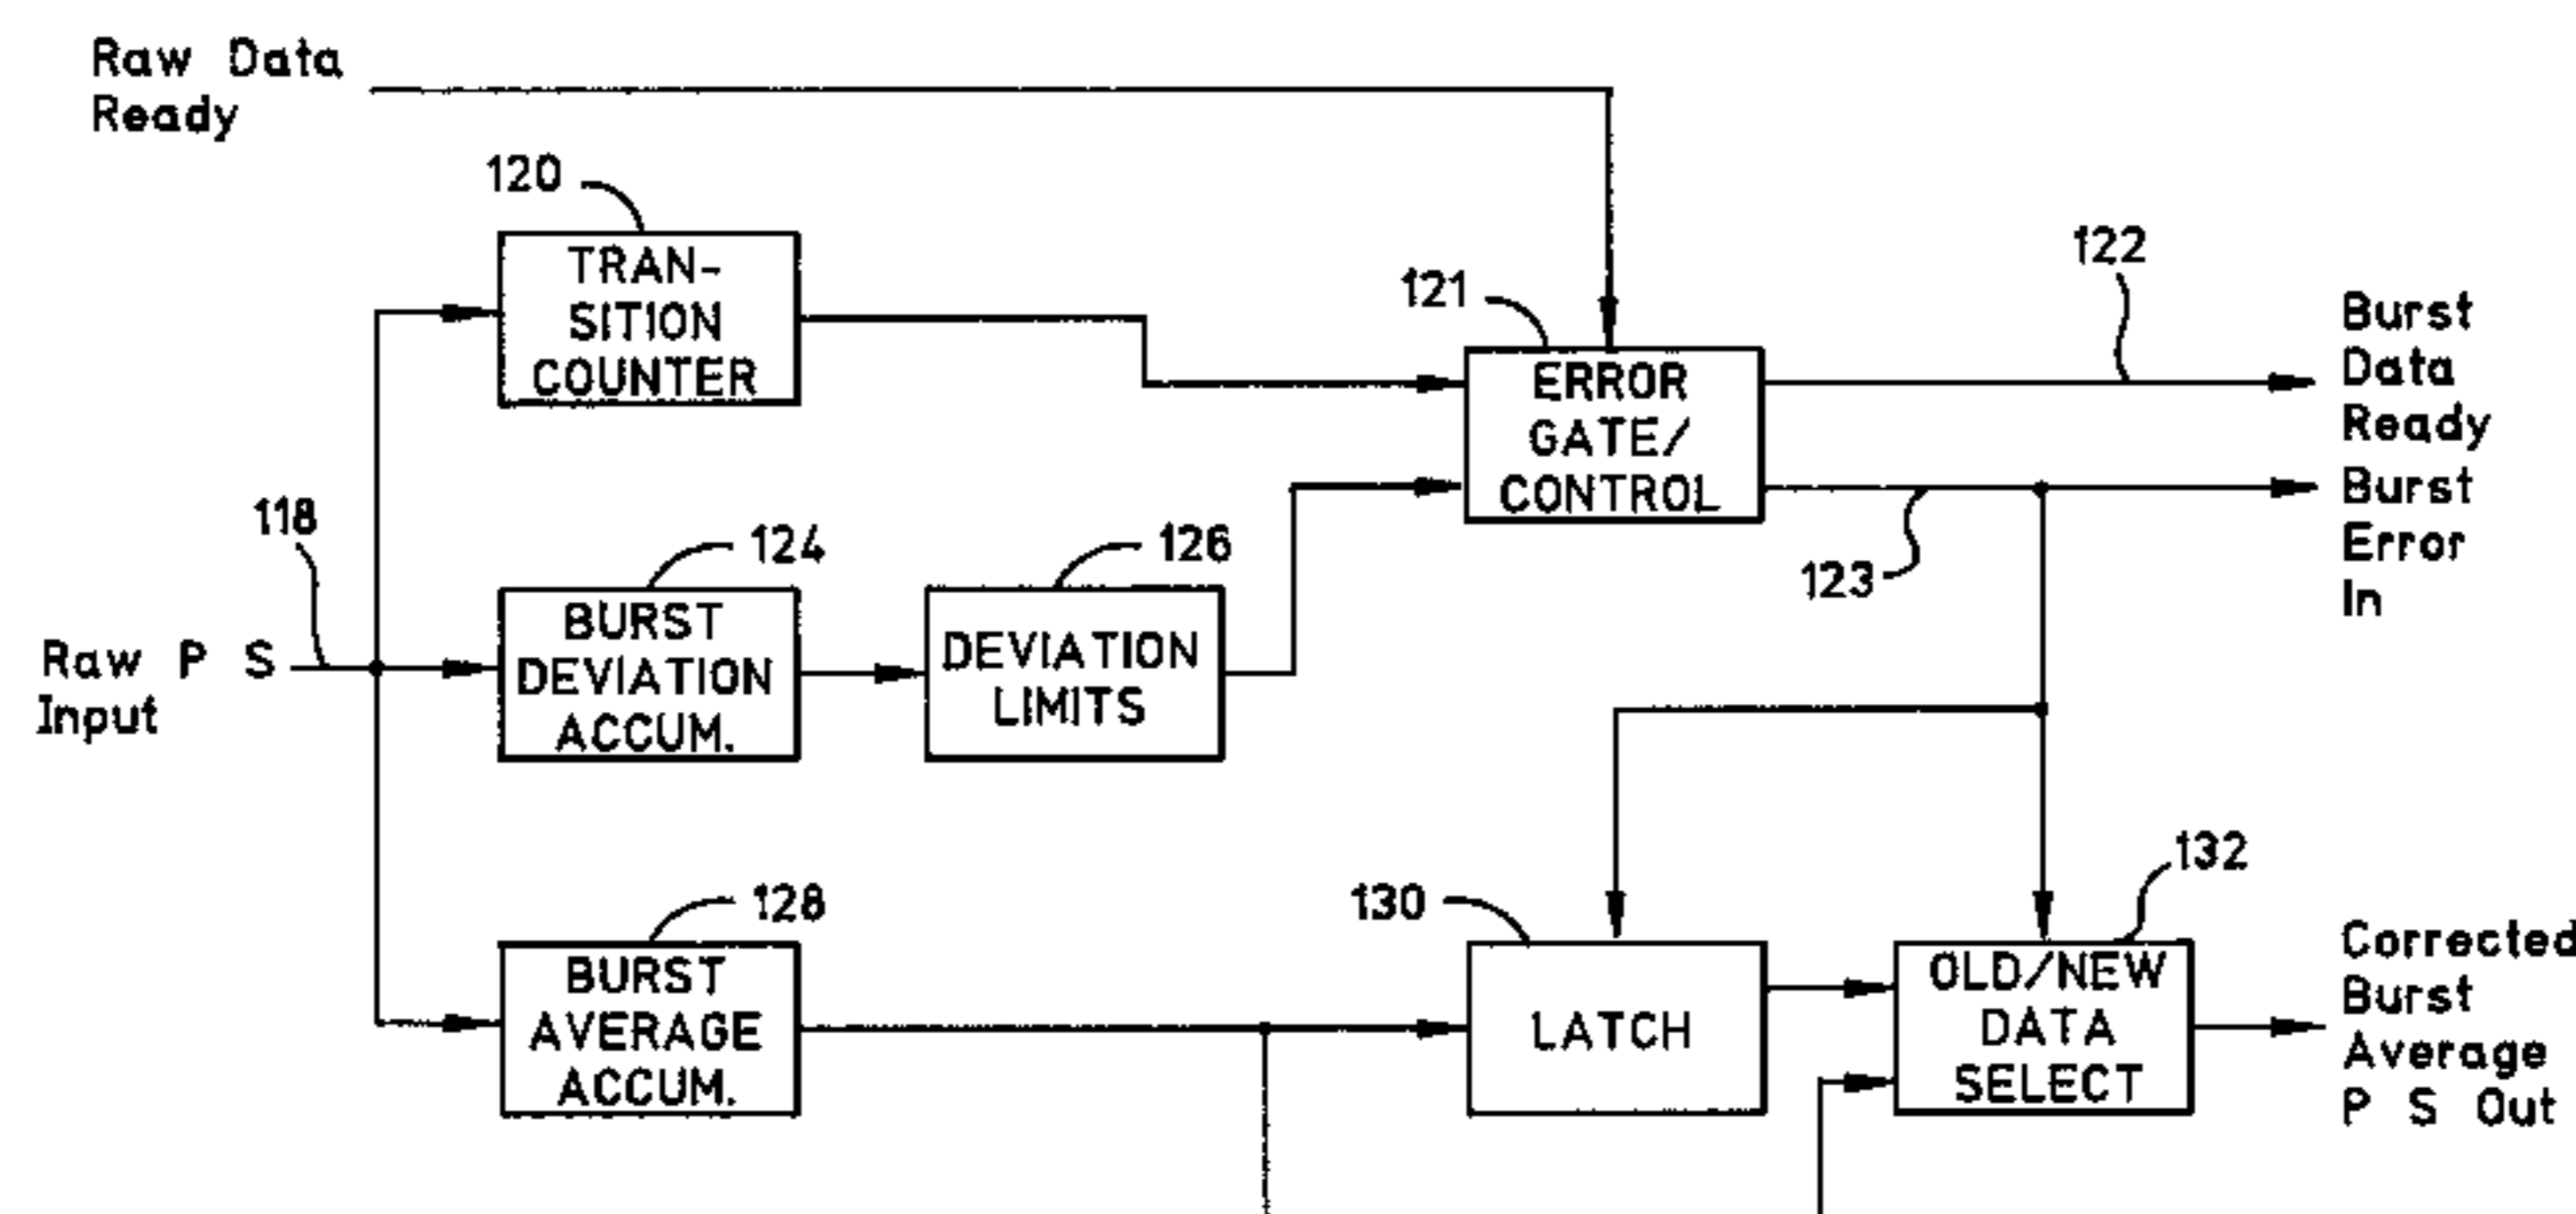 Raw Data
Ready
120
TRAN-
SITION
COUNTER
121
ERROR
GATE/
CONTROL
122
Burst
Data
Ready
Burst
Error
In
123
118
Raw P S
Input
124
BURST
DEVIATION
ACCUM.
126
DEVIATION
LIMITS
128
BURST
AVERAGE
ACCUM.
130
LATCH
132
OLD/NEW
DATA
SELECT
Corrected
Burst
Average
P S Out